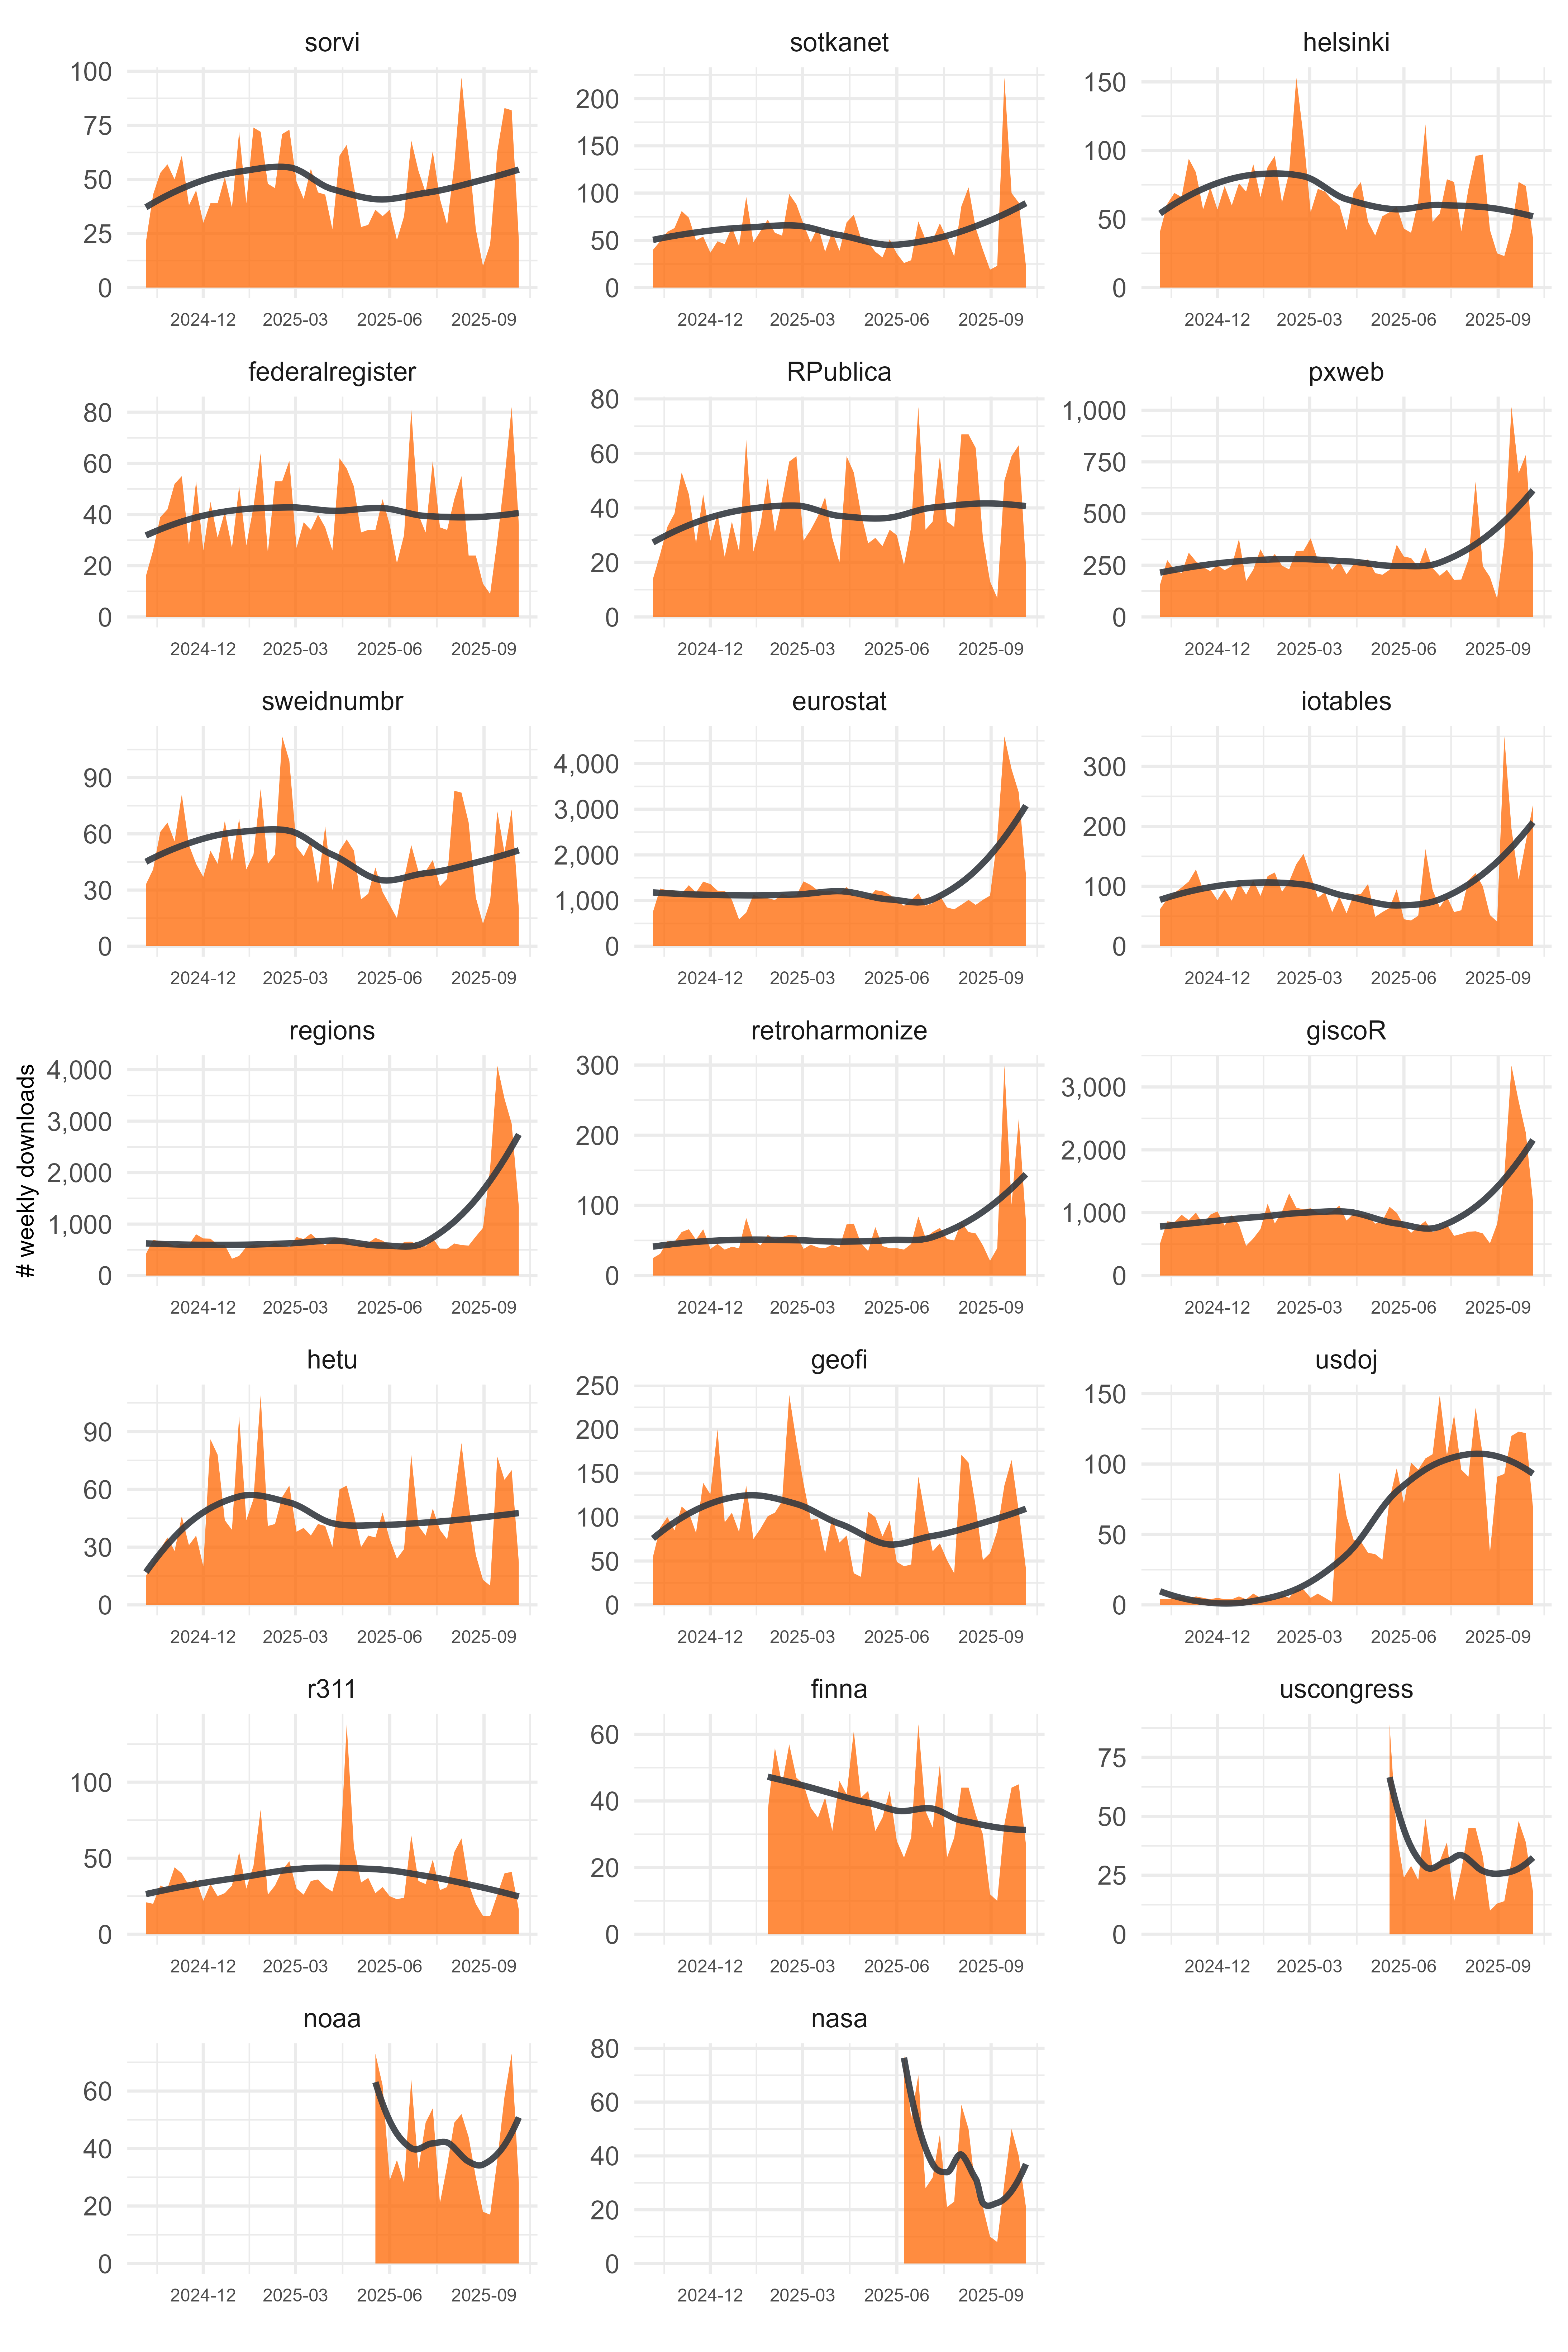 sorvi
sotkanet
helsinki
100
75
50
25
0
200
150
100
50
0
150
100
50
0
2024-12 2025-03 2025-06 2025-09
2024-12 2025-03 2025-06 2025-09
2024-12 2025-03 2025-06 2025-09
federalregister
RPublica
pxweb
80
60
40
20
0
80
60
40
20
0
1,000
750
500
250
0
2024-12 2025-03 2025-06 2025-09
2024-12 2025-03 2025-06 2025-09
2024-12 2025-03 2025-06 2025-09
sweidnumbr
eurostat
iotables
90
60
30
0
4,000
3,000
2,000
1,000
0
300
200
100
0
2024-12 2025-03 2025-06 2025-09
2024-12 2025-03 2025-06 2025-09
2024-12 2025-03 2025-06 2025-09
# weekly downloads
regions
retroharmonize
giscoR
4,000
3,000
2,000
1,000
0
300
200
100
0
3,000
2,000
1,000
0
2024-12 2025-03 2025-06 2025-09
2024-12 2025-03 2025-06 2025-09
2024-12 2025-03 2025-06 2025-09
hetu
geofi
usdoj
90
60
30
0
250
200
150
100
50
0
150
100
50
0
2024-12 2025-03 2025-06 2025-09
2024-12 2025-03 2025-06 2025-09
2024-12 2025-03 2025-06 2025-09
r311
finna
uscongress
100
50
0
60
40
20
0
75
50
25
0
2024-12 2025-03 2025-06 2025-09
2024-12 2025-03 2025-06 2025-09
2024-12 2025-03 2025-06 2025-09
noaa
nasa
60
40
20
0
80
60
40
20
0
2024-12 2025-03 2025-06 2025-09
2024-12 2025-03 2025-06 2025-09